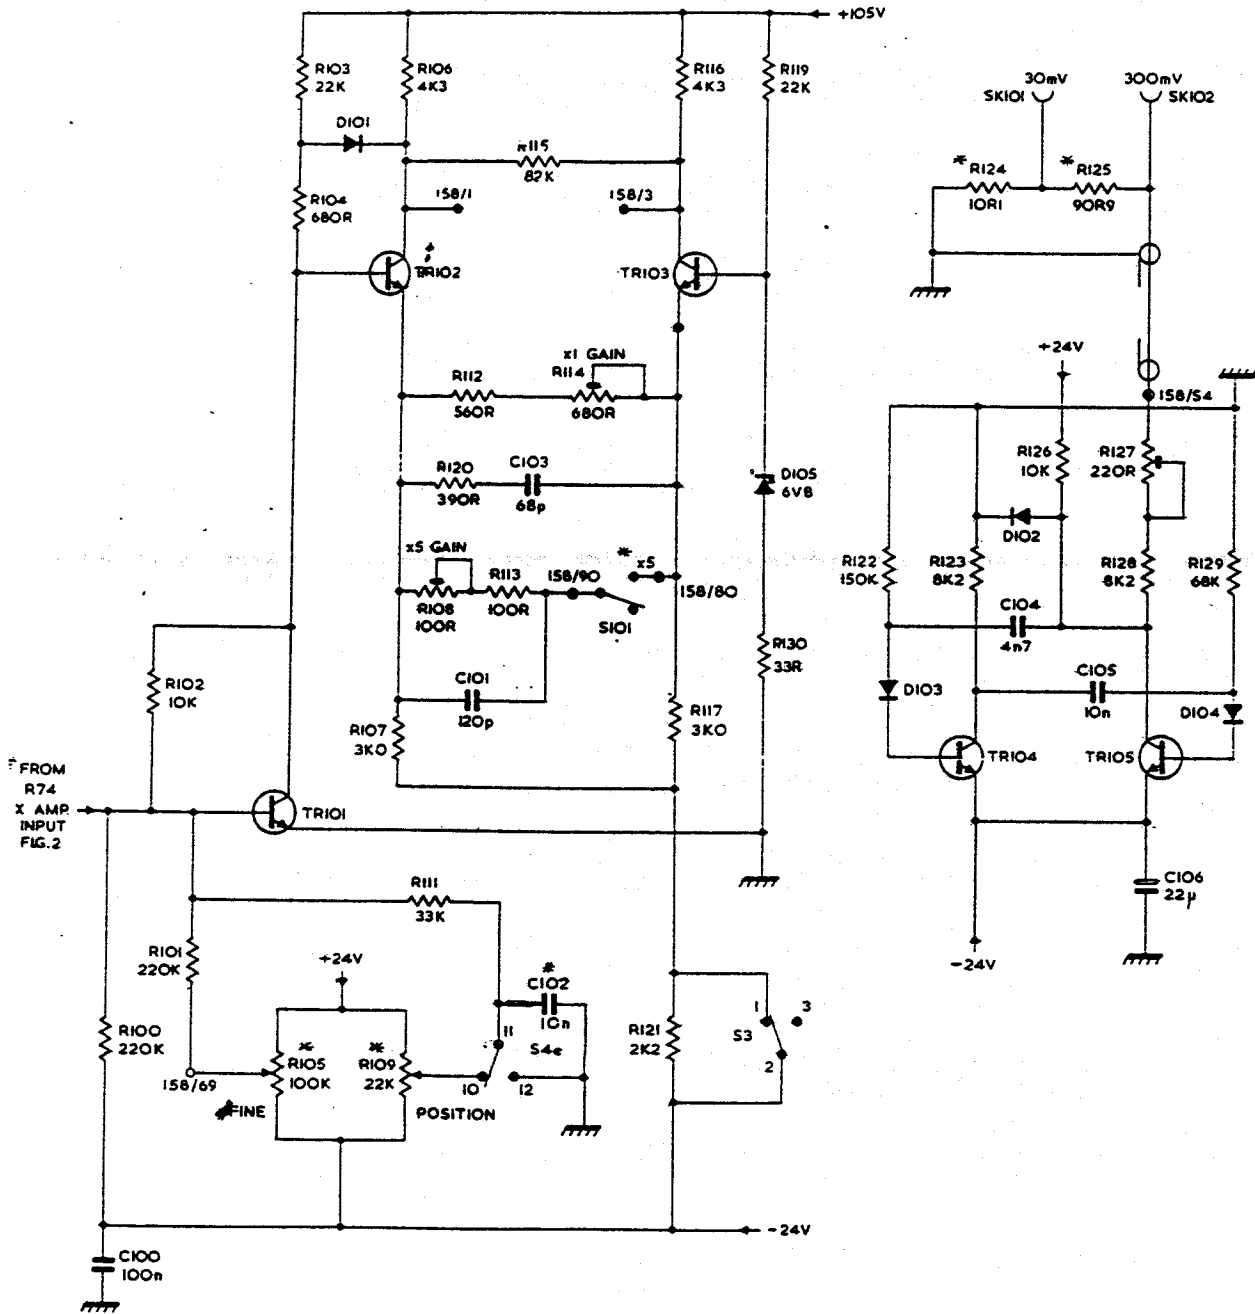 +105V
R103
22K
R106
4K3
R116
4K3
R119
22K
30mV
SK101
300mV
SK102
D101
R115
82K
* R124
10R1
* R125
90R9
R104
680R
158/1
158/3
TR102
TR103
+24V
x1 GAIN
R114
680R
R112
560R
158/S4
R126
10K
R127
220R
R120
390R
C103
68p
D105
6V8
D102
x5 GAIN
R108
100R
R113
100R
158/90
* x5
S101
158/80
R122
150K
R123
8K2
R128
8K2
R129
68K
C104
4n7
R130
33R
R102
10K
C101
120p
D103
C105
10n
D104
R107
3K0
R117
3K0
TR104
TR105
FROM
R74
X AMP.
INPUT
FIG.2
TR101
C106
22µ
R111
33K
R101
220K
+24V
*
C102
10n
-24V
R100
220K
*
R105
100K
*
R109
22K
11
S4e
10
12
R121
2K2
1
3
S3
2
158/69
*FINE
POSITION
-24V
C100
100n